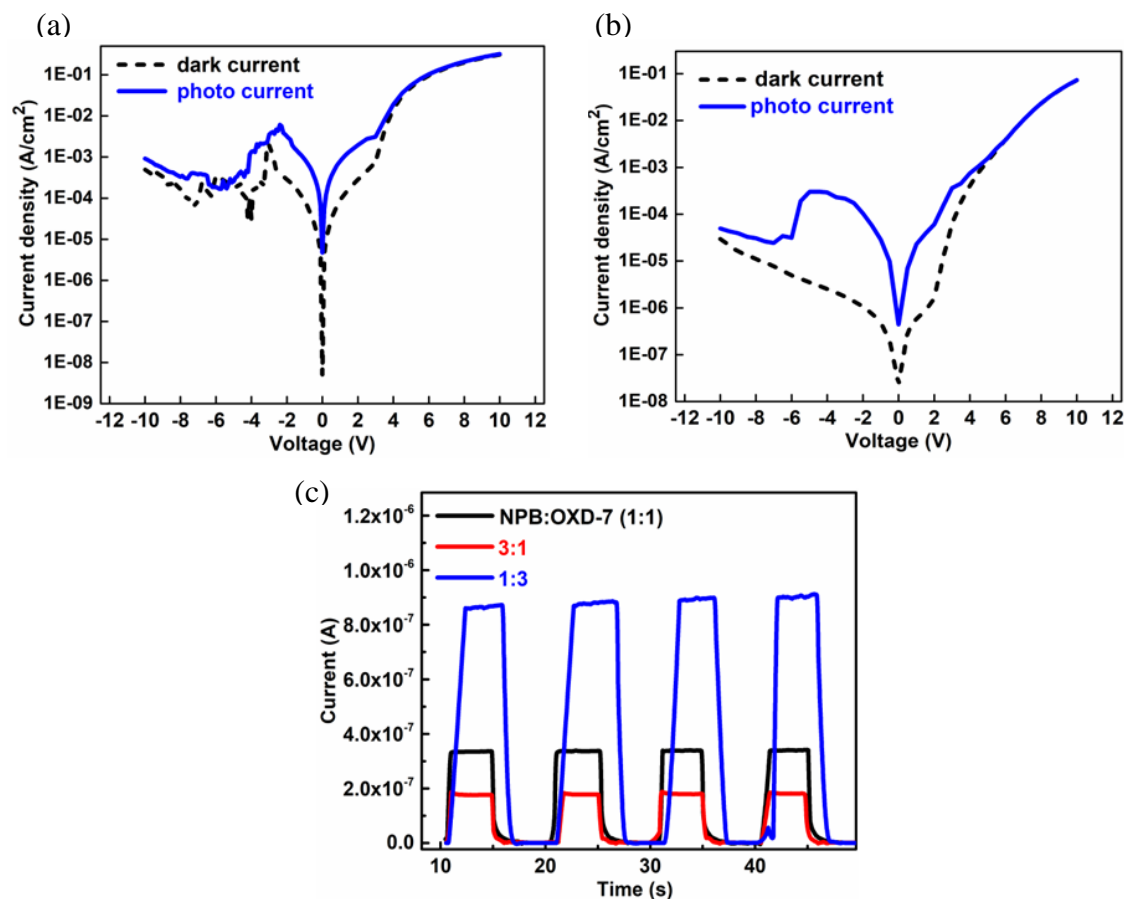 (a)
dark current
photo current
1E-01
1E-02
1E-03
1E-04
1E-05
1E-06
1E-07
1E-08
1E-09
Current density (A/cm²)
-12 -10 -8 -6 -4 -2 0 2 4 6 8 10 12
Voltage (V)
(b)
dark current
photo current
1E-01
1E-02
1E-03
1E-04
1E-05
1E-06
1E-07
1E-08
Current density (A/cm²)
-12 -10 -8 -6 -4 -2 0 2 4 6 8 10 12
Voltage (V)
(c)
NPB:OXD-7 (1:1)
3:1
1:3
1.2x10⁻⁶
1.0x10⁻⁶
8.0x10⁻⁷
6.0x10⁻⁷
4.0x10⁻⁷
2.0x10⁻⁷
0.0
Current (A)
10 20 30 40
Time (s)